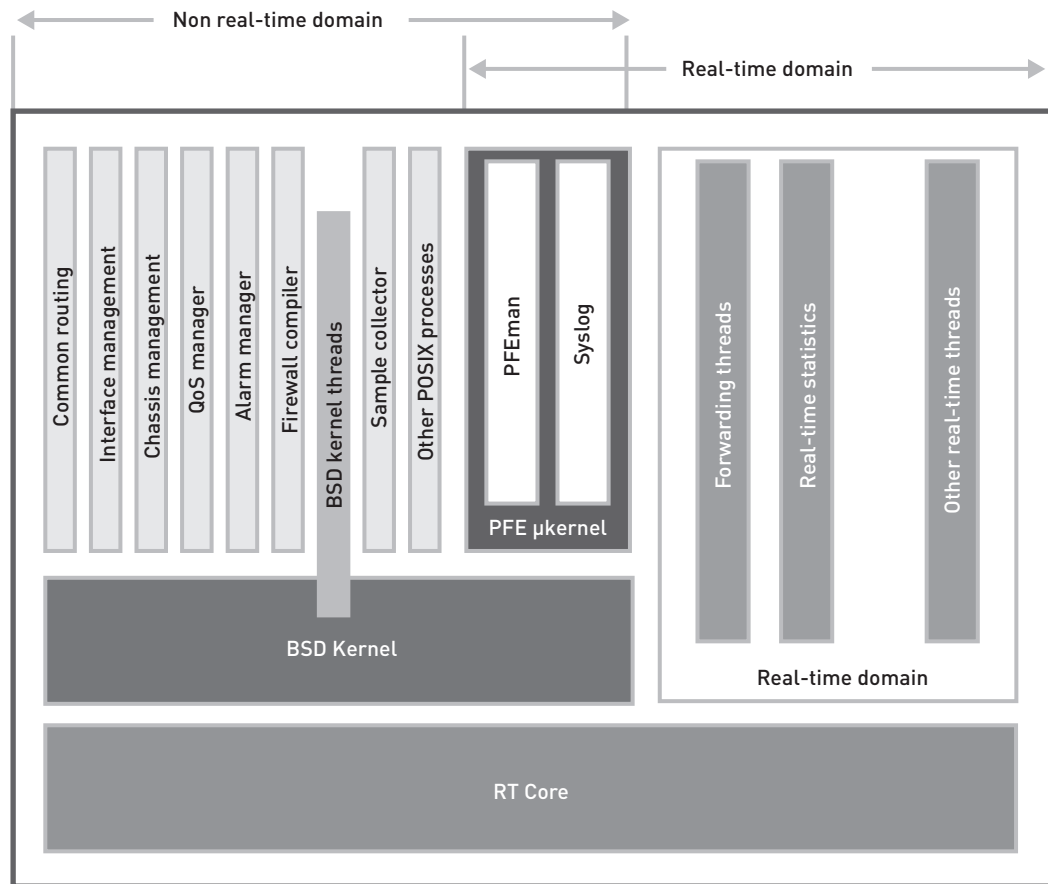 Non real-time domain
Real-time domain
Common routing
Interface management
Chassis management
QoS manager
Alarm manager
Firewall compiler
BSD kernel threads
Sample collector
Other POSIX processes
PFEman
Syslog
PFE µkernel
Forwarding threads
Real-time statistics
Other real-time threads
Real-time domain
BSD Kernel
RT Core